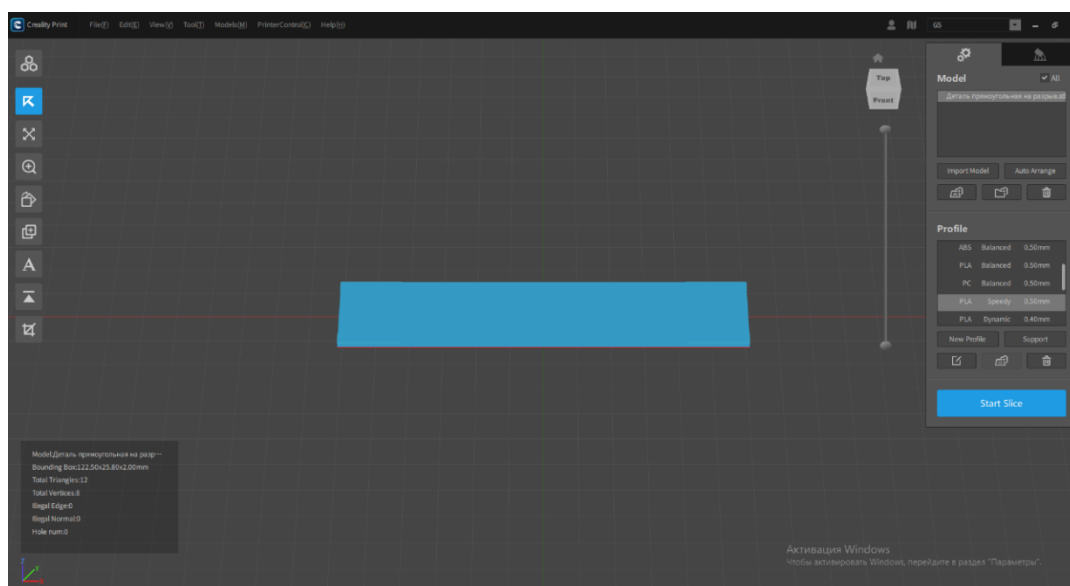 Creality Print File(F) Edit(E) View(V) Tool(T) Models(M) PrinterControl(C) Help(H) G5
Top
Front
Model All
Деталь прямоугольная на разрыв.st
Import Model Auto Arrange
Profile
ABS Balanced 0.50mm
PLA Balanced 0.50mm
PC Balanced 0.50mm
PLA Speedy 0.50mm
PLA Dynamic 0.40mm
New Profile Support
Start Slice
Model:Деталь прямоугольная на разр···
Bounding Box:122.50x25.80x2.00mm
Total Triangles:12
Total Vertices:8
Illegal Edge:0
Illegal Normal:0
Hole num:0
Активация Windows
Чтобы активировать Windows, перейдите в раздел "Параметры".
Z
Y